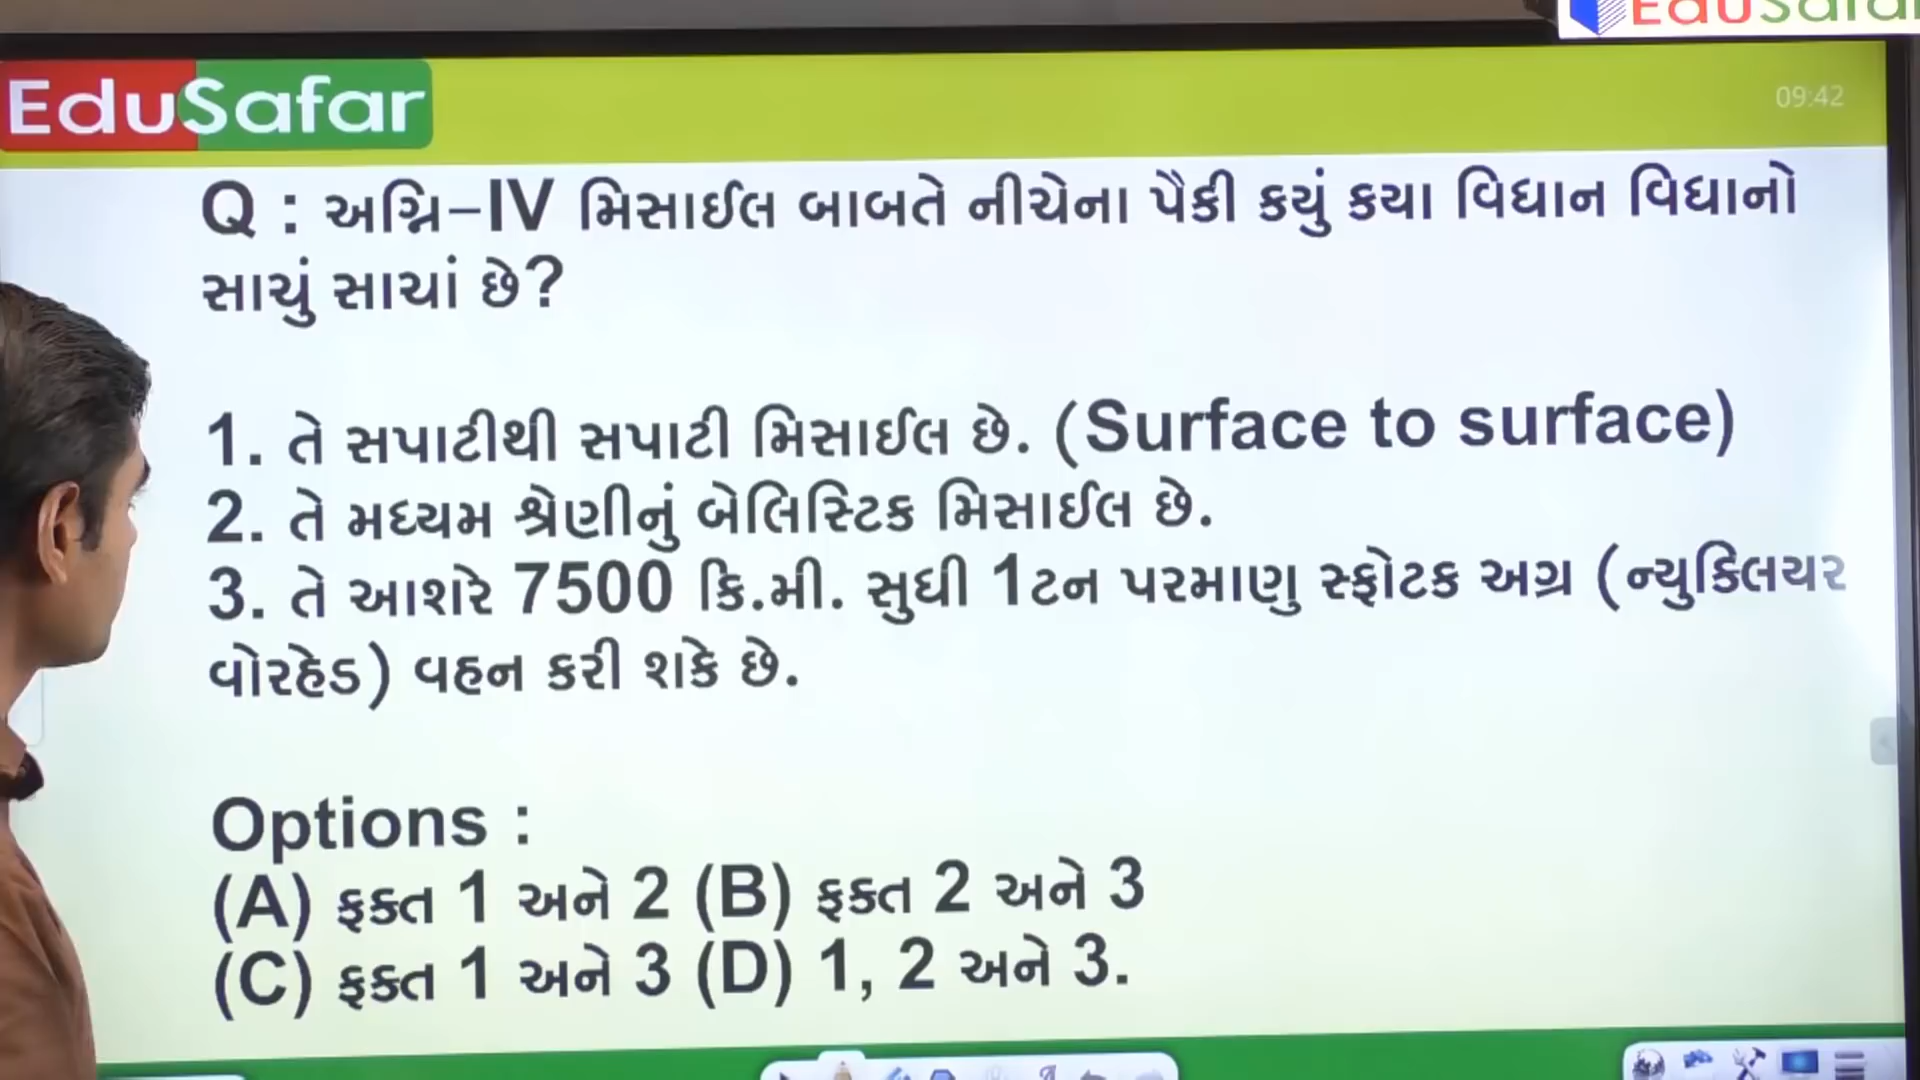 EduSafar
EduSafar
09:42
Q : અગ્નિ–IV મિસાઈલ બાબતે નીચેના પૈકી કયું કયા વિધાન વિધાનો
સાચું સાચાં છે?
1. તે સપાટીથી સપાટી મિસાઈલ છે. (Surface to surface)
2. તે મધ્યમ શ્રેણીનું બેલિસ્ટિક મિસાઈલ છે.
3. તે આશરે 7500 કિ.મી. સુધી 1ટન પરમાણુ સ્ફોટક અગ્ર (ન્યુક્લિયર
વોરહેડ) વહન કરી શકે છે.
Options :
(A) ફક્ત 1 અને 2 (B) ફક્ત 2 અને 3
(C) ફક્ત 1 અને 3 (D) 1, 2 અને 3.